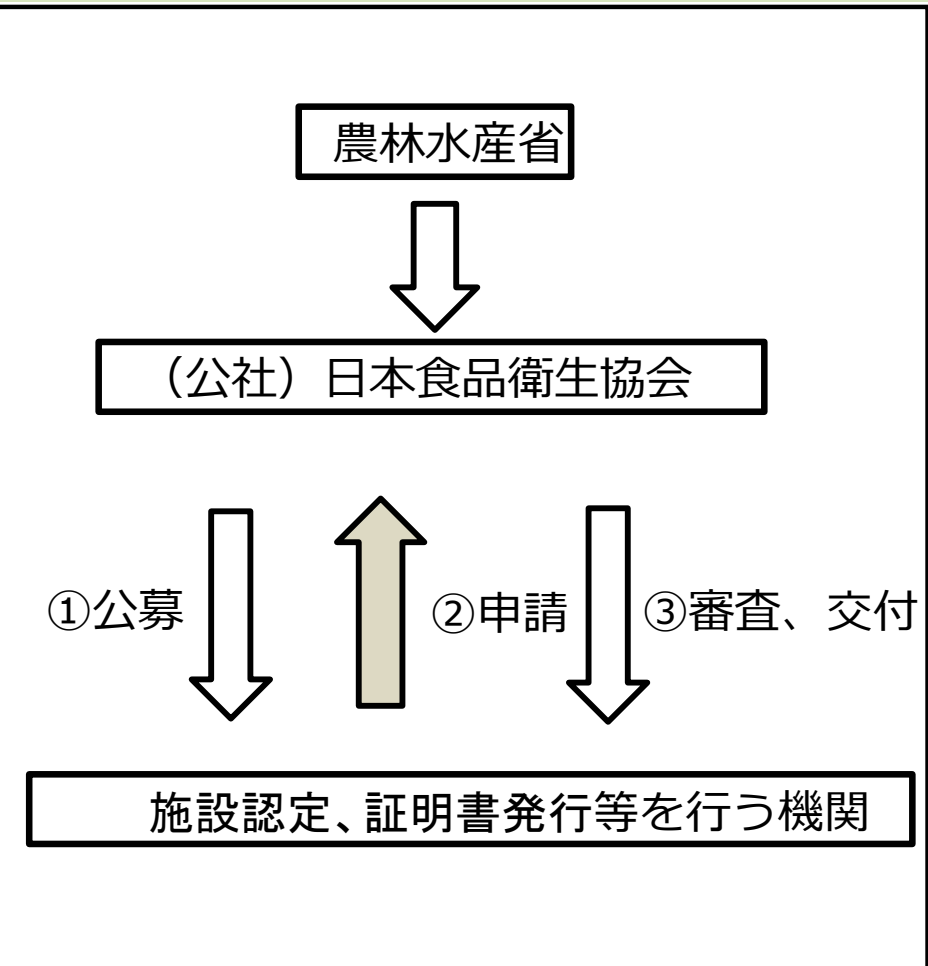 農林水産省
（公社）日本食品衛生協会
①公募
②申請
③審査、交付
施設認定、証明書発行等を行う機関